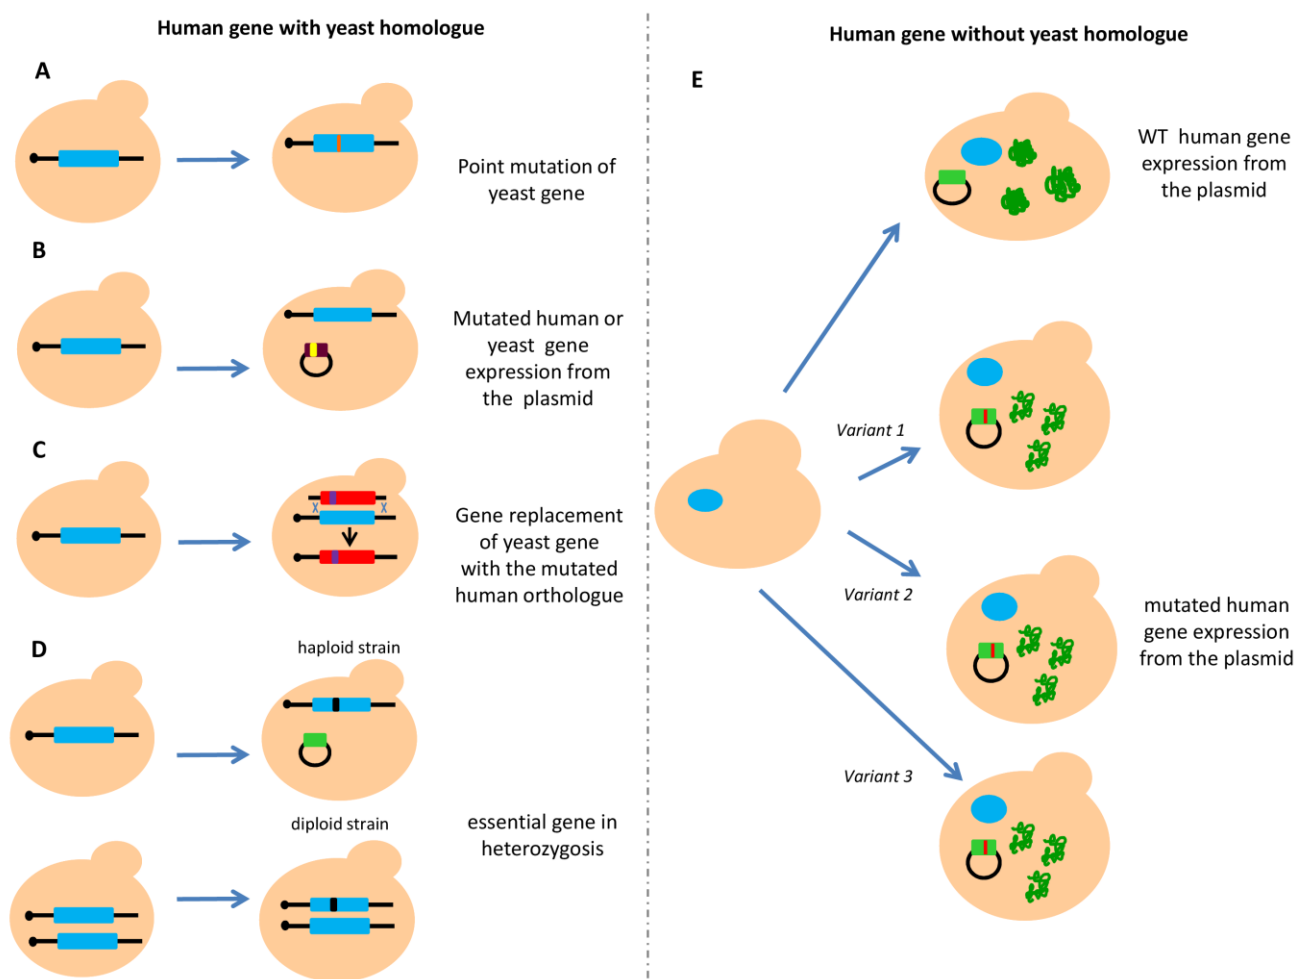 Human gene with yeast homologue
A
Point mutation of
yeast gene
B
Mutated human or
yeast gene
expression from
the plasmid
C
Gene replacement
of yeast gene
with the mutated
human orthologue
D
haploid strain
diploid strain
essential gene in
heterozygosis
Human gene without yeast homologue
E
WT human gene
expression from
the plasmid
Variant 1
Variant 2
mutated human
gene expression
from the plasmid
Variant 3